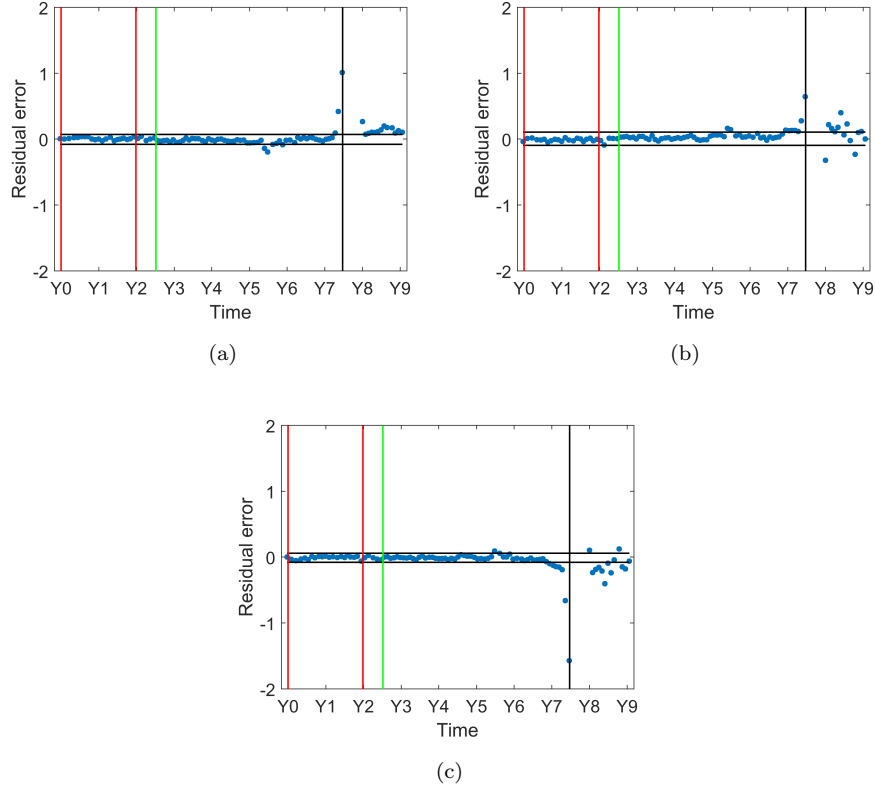 2
1
0
-1
-2
Residual error
Y0 Y1 Y2 Y3 Y4 Y5 Y6 Y7 Y8 Y9
Time
(a)
2
1
0
-1
-2
Residual error
Y0 Y1 Y2 Y3 Y4 Y5 Y6 Y7 Y8 Y9
Time
(b)
2
1
0
-1
-2
Residual error
Y0 Y1 Y2 Y3 Y4 Y5 Y6 Y7 Y8 Y9
Time
(c)